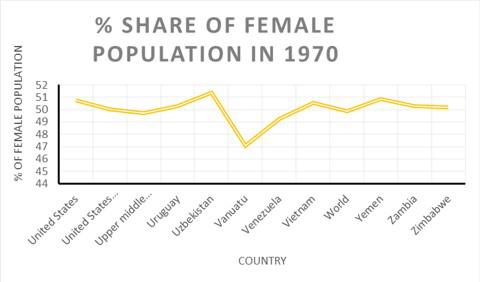 % SHARE OF FEMALE
POPULATION IN 1970
% OF FEMALE POPULATION
52
51
50
49
48
47
46
45
44
United States
United States...
Upper middle...
Uruguay
Uzbekistan
Vanuatu
Venezuela
Vietnam
World
Yemen
Zambia
Zimbabwe
COUNTRY